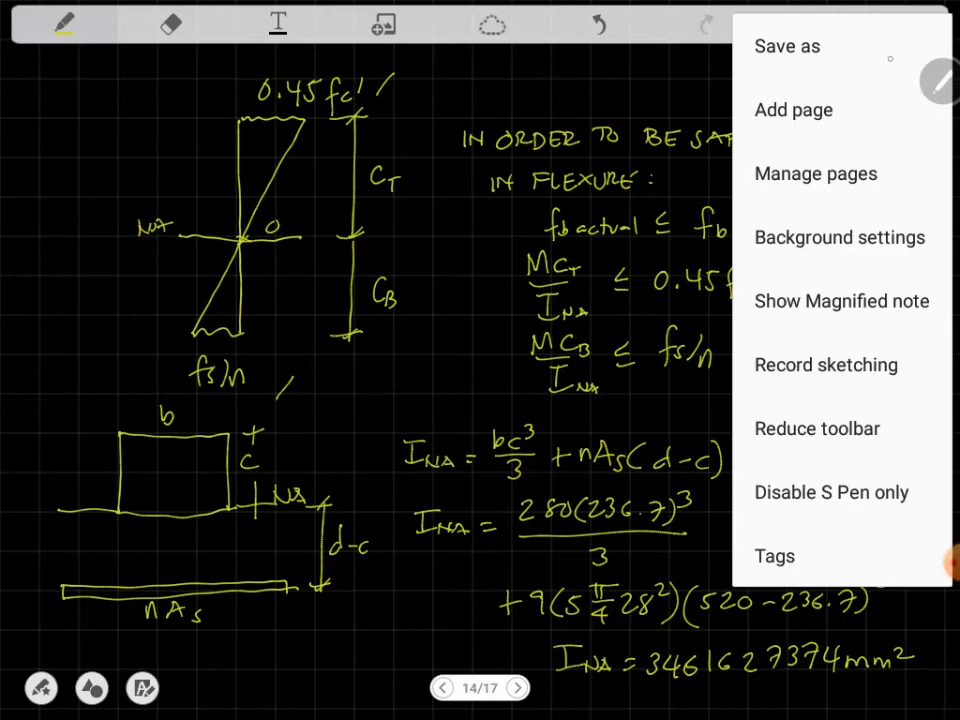 T
Save as
Add page
Manage pages
Background settings
Show Magnified note
Record sketching
Reduce toolbar
Disable S Pen only
Tags
0.45 fc'
CT
NA
0
CB
fs/n
IN ORDER TO BE
IN FLEXURE:
fb actual ≤ fb
MCT/INA ≤ 0.45
MCB/INA ≤ fs/n
b
C
NA
d-c
nAs
INA = bc³/3 + nAs(d-c)
INA = 280(236.7)³/3
+ 9(5 π/4 28²)(520-236.7)
INA = 3461627374mm²
14/17